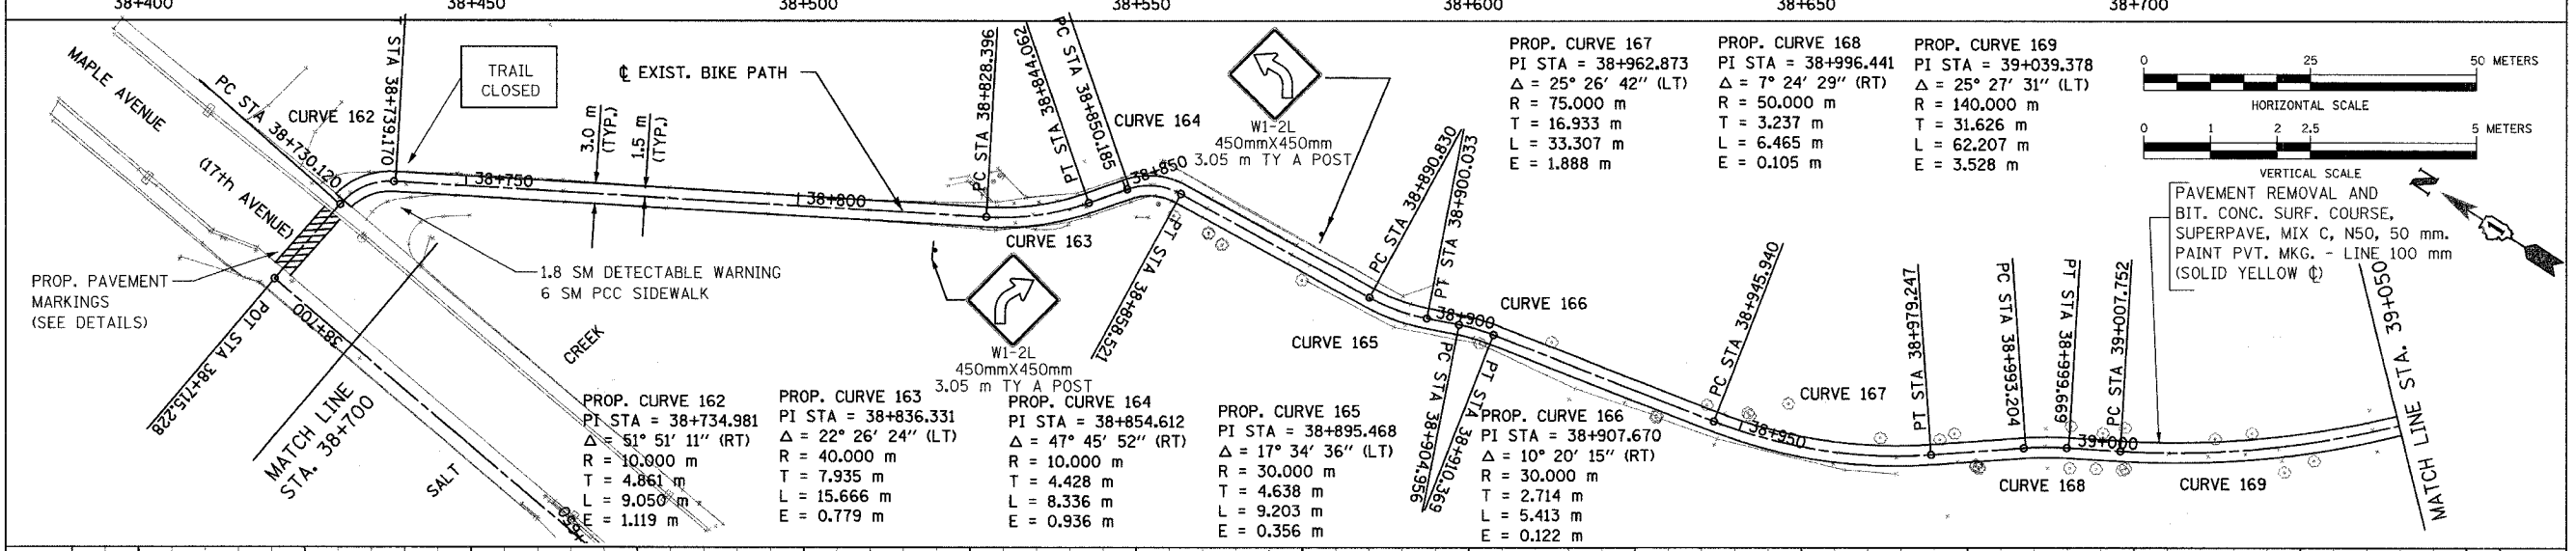 38+400
38+450
38+500
38+550
38+600
38+650
38+700
MAPLE AVENUE
(17th AVENUE)
PC STA 38+730.120
CURVE 162
STA 38+739.170
TRAIL
CLOSED
℄ EXIST. BIKE PATH
3.0 m
(TYP.)
1.5 m
(TYP.)
38+750
38+800
PC STA 38+828.396
PT STA 38+844.062
PC STA 38+850.185
CURVE 164
38+850
CURVE 163
W1-2L
450mmX450mm
3.05 m TY A POST
PT STA 38+858.521
PC STA 38+890.830
PT STA 38+900.033
PROP. CURVE 167
PI STA = 38+962.873
Δ = 25° 26' 42" (LT)
R = 75.000 m
T = 16.933 m
L = 33.307 m
E = 1.888 m
PROP. CURVE 168
PI STA = 38+996.441
Δ = 7° 24' 29" (RT)
R = 50.000 m
T = 3.237 m
L = 6.465 m
E = 0.105 m
PROP. CURVE 169
PI STA = 39+039.378
Δ = 25° 27' 31" (LT)
R = 140.000 m
T = 31.626 m
L = 62.207 m
E = 3.528 m
0 25 50 METERS
HORIZONTAL SCALE
0 1 2 2.5 5 METERS
VERTICAL SCALE
N
PAVEMENT REMOVAL AND
BIT. CONC. SURF. COURSE,
SUPERPAVE, MIX C, N50, 50 mm.
PAINT PVT. MKG. - LINE 100 mm
(SOLID YELLOW ℄)
PROP. PAVEMENT
MARKINGS
(SEE DETAILS)
1.8 SM DETECTABLE WARNING
6 SM PCC SIDEWALK
POT STA 38+715.228
38+700
MATCH LINE
STA. 38+700
SALT
CREEK
W1-2L
450mmX450mm
3.05 m TY A POST
CURVE 165
38+900
CURVE 166
PC STA 38+904.956
PT STA 38+910.369
PC STA 38+945.940
38+950
CURVE 167
PT STA 38+979.247
PC STA 38+993.204
PT STA 38+999.669
PC STA 39+007.752
39+000
CURVE 168
CURVE 169
MATCH LINE STA. 39+050
PROP. CURVE 162
PI STA = 38+734.981
Δ = 51° 51' 11" (RT)
R = 10.000 m
T = 4.861 m
L = 9.050 m
E = 1.119 m
PROP. CURVE 163
PI STA = 38+836.331
Δ = 22° 26' 24" (LT)
R = 40.000 m
T = 7.935 m
L = 15.666 m
E = 0.779 m
PROP. CURVE 164
PI STA = 38+854.612
Δ = 47° 45' 52" (RT)
R = 10.000 m
T = 4.428 m
L = 8.336 m
E = 0.936 m
PROP. CURVE 165
PI STA = 38+895.468
Δ = 17° 34' 36" (LT)
R = 30.000 m
T = 4.638 m
L = 9.203 m
E = 0.356 m
PROP. CURVE 166
PI STA = 38+907.670
Δ = 10° 20' 15" (RT)
R = 30.000 m
T = 2.714 m
L = 5.413 m
E = 0.122 m